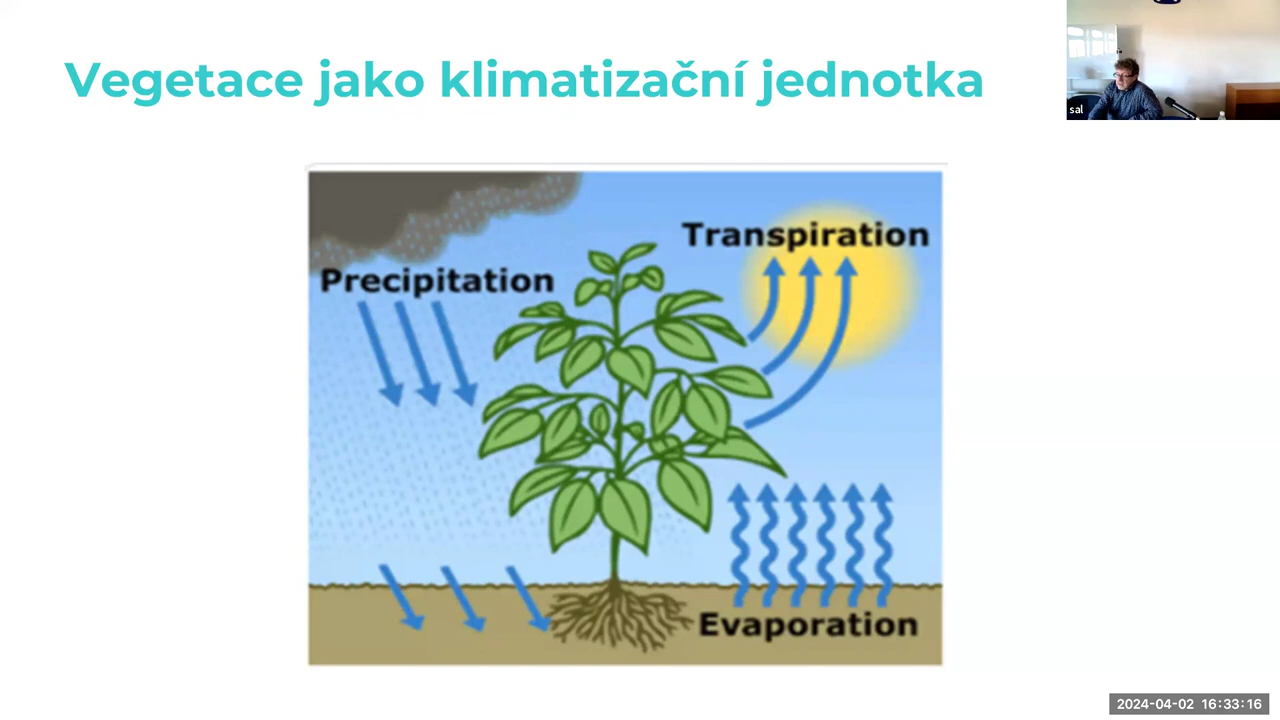 Vegetace jako klimatizační jednotka
sal
Transpiration
Precipitation
Evaporation
2024-04-02 16:33:16